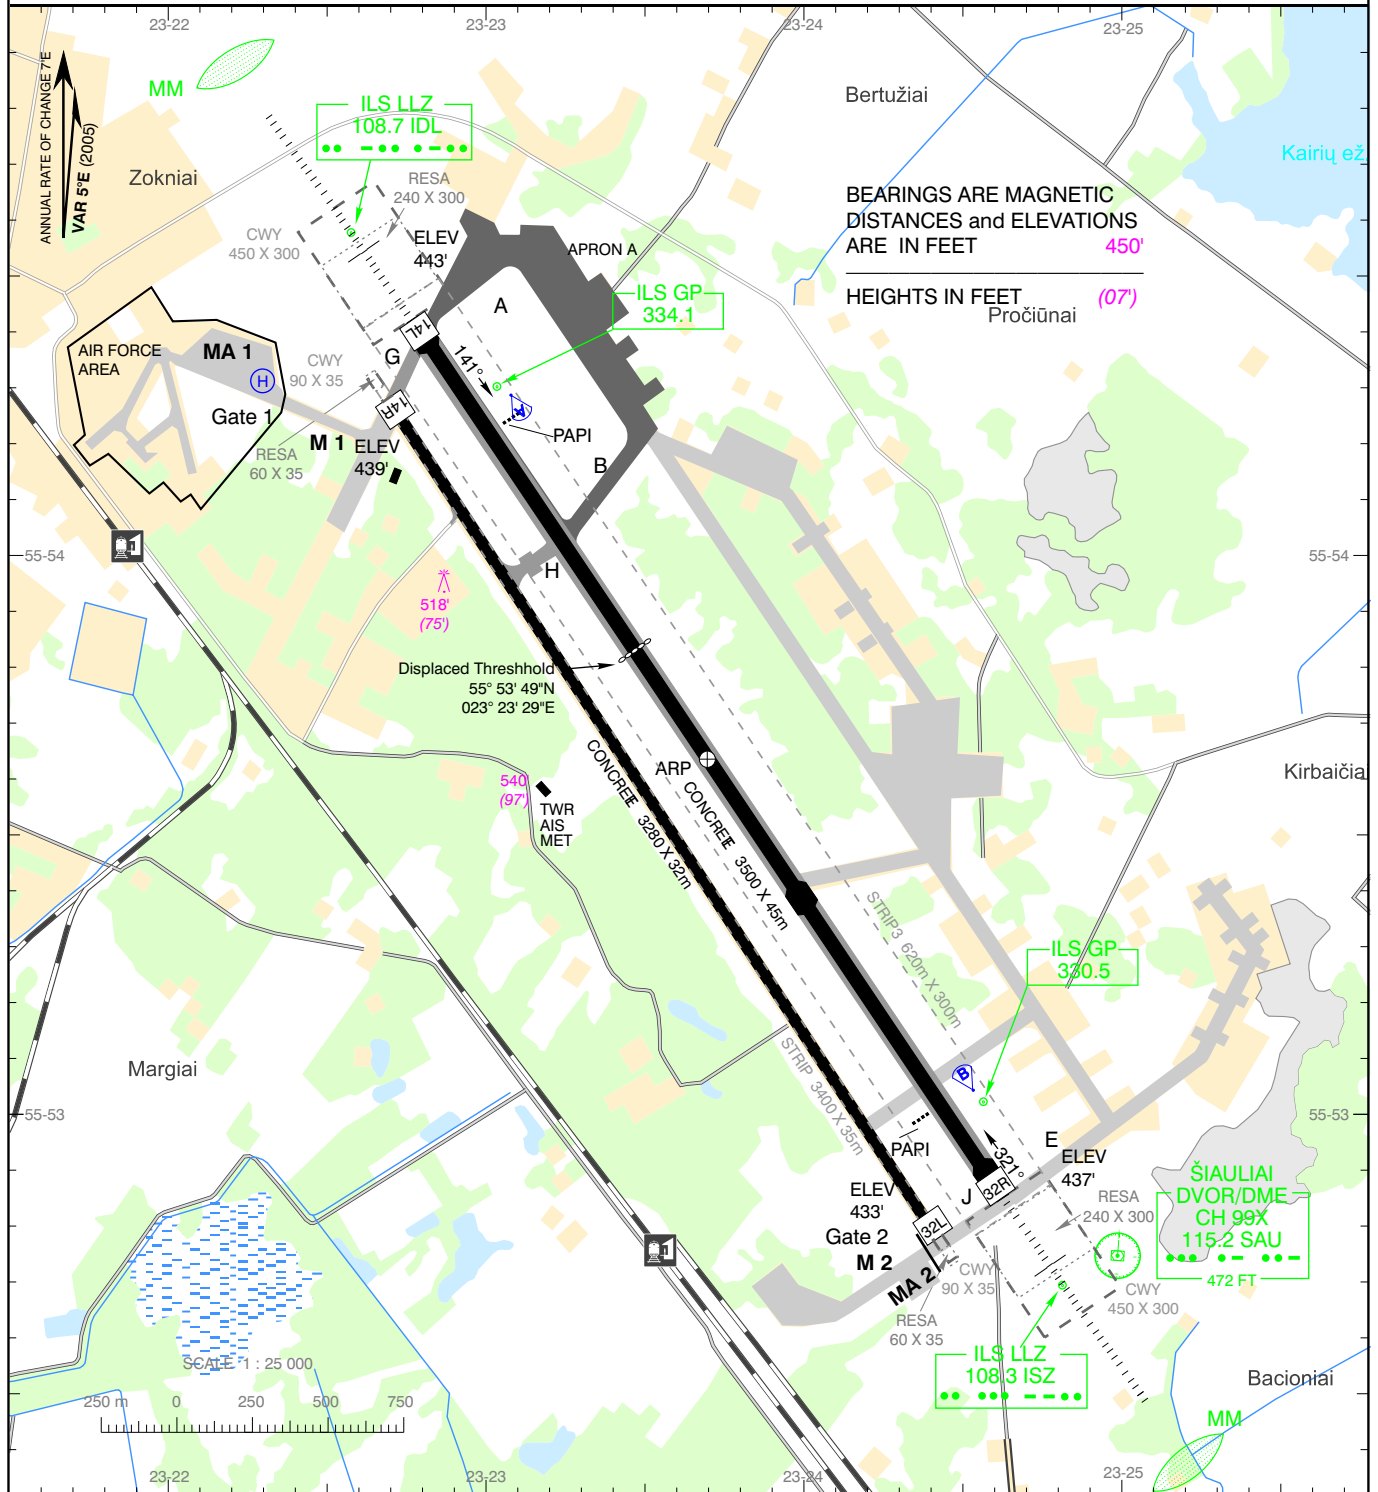 23-22
23-23
23-24
23-25
ANNUAL RATE OF CHANGE 7'E
VAR 5°E (2005)
MM
ILS LLZ
108.7 IDL
Bertužiai
Kairių ež.
Zokniai
RESA
240 X 300
CWY
450 X 300
ELEV
443'
APRON A
BEARINGS ARE MAGNETIC
DISTANCES and ELEVATIONS
ARE IN FEET 450'
HEIGHTS IN FEET (07')
Pročiūnai
ILS GP
334.1
A
14L
141°
G
AIR FORCE
AREA
MA 1
H
CWY
90 X 35
Gate 1
14R
A
PAPI
M 1
ELEV
439'
RESA
60 X 35
B
55-54
55-54
H
518'
(75')
Displaced Threshhold
55° 53' 49"N
023° 23' 29"E
ARP
CONCRETE 3280 X 32m
CONCRETE 3500 X 45m
540'
(97')
TWR
AIS
MET
Kirbaičia
STRIP3 620m X 300m
ILS GP
330.5
STRIP 3400 X 35m
Margiai
B
55-53
55-53
PAPI
321°
E
ELEV
437'
J
32R
32L
ELEV
433'
Gate 2
M 2
MA 2
RESA
240 X 300
ŠIAULIAI
DVOR/DME
CH 99X
115.2 SAU
472 FT
CWY
90 X 35
CWY
450 X 300
RESA
60 X 35
ILS LLZ
108.3 ISZ
Bacioniai
MM
SCALE 1 : 25 000
250 m 0 250 500 750
23-22
23-23
23-24
23-25